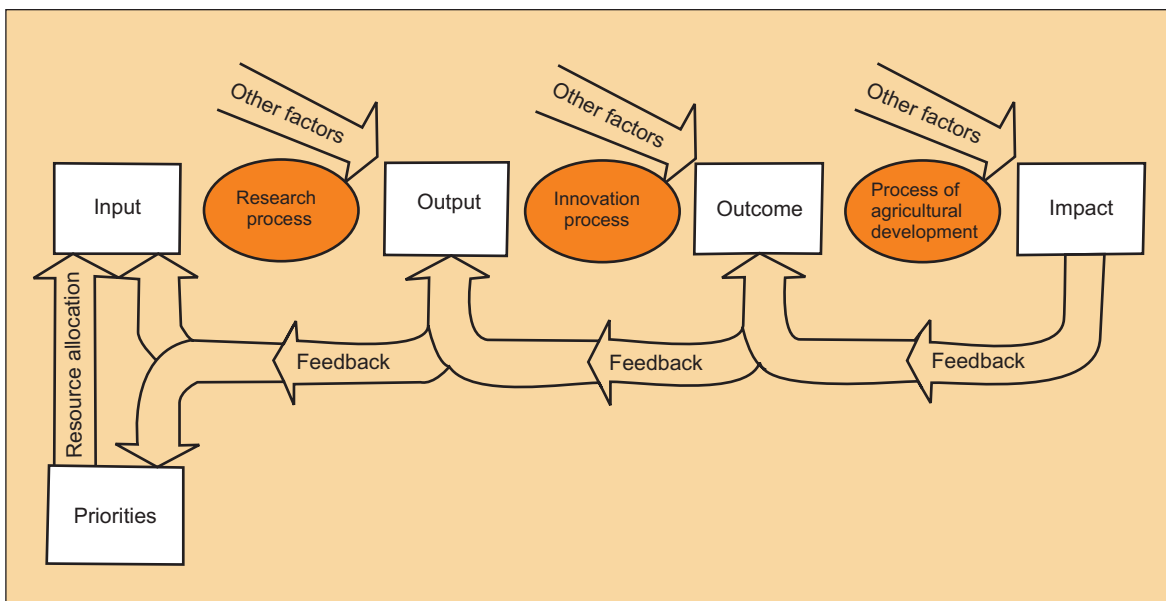 Other factors
Other factors
Other factors
Input
Research
process
Output
Innovation
process
Outcome
Process of
agricultural
development
Impact
Resource allocation
Feedback
Feedback
Feedback
Priorities